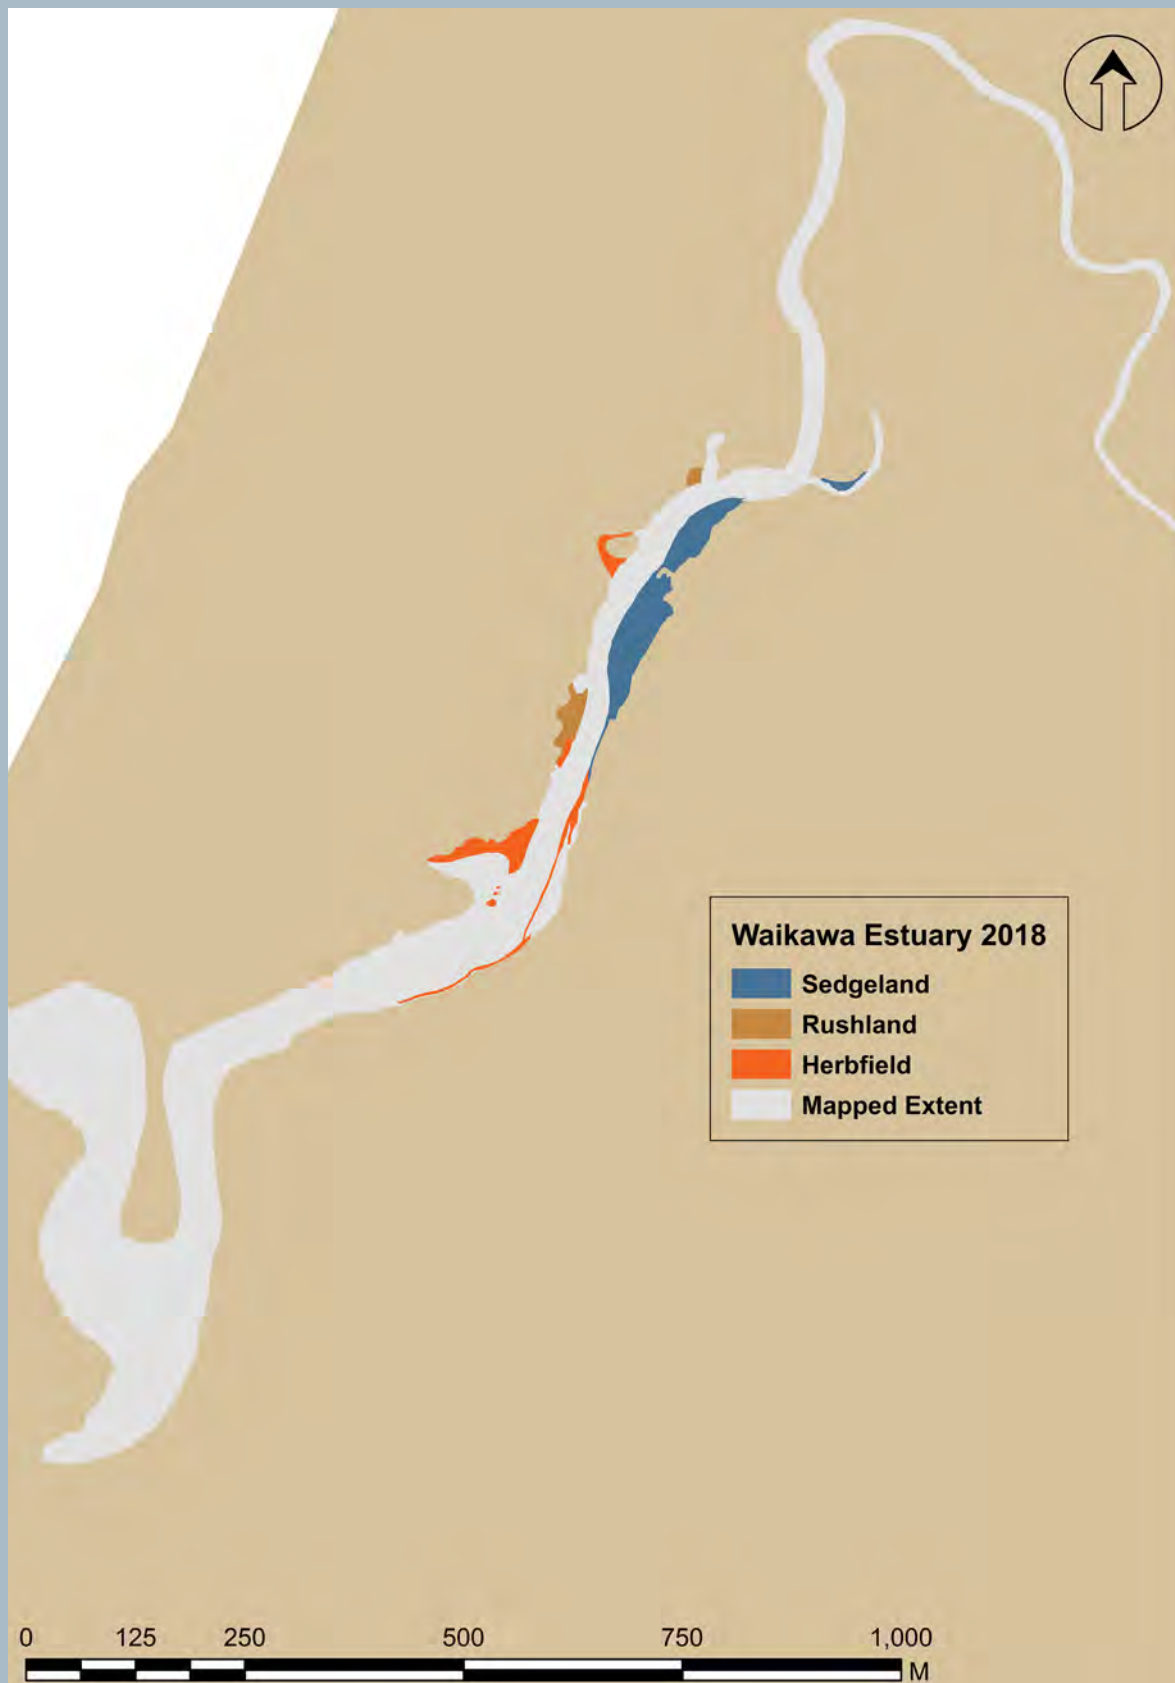 Waikawa Estuary 2018
Sedgeland
Rushland
Herbfield
Mapped Extent
0 125 250 500 750 1,000
M